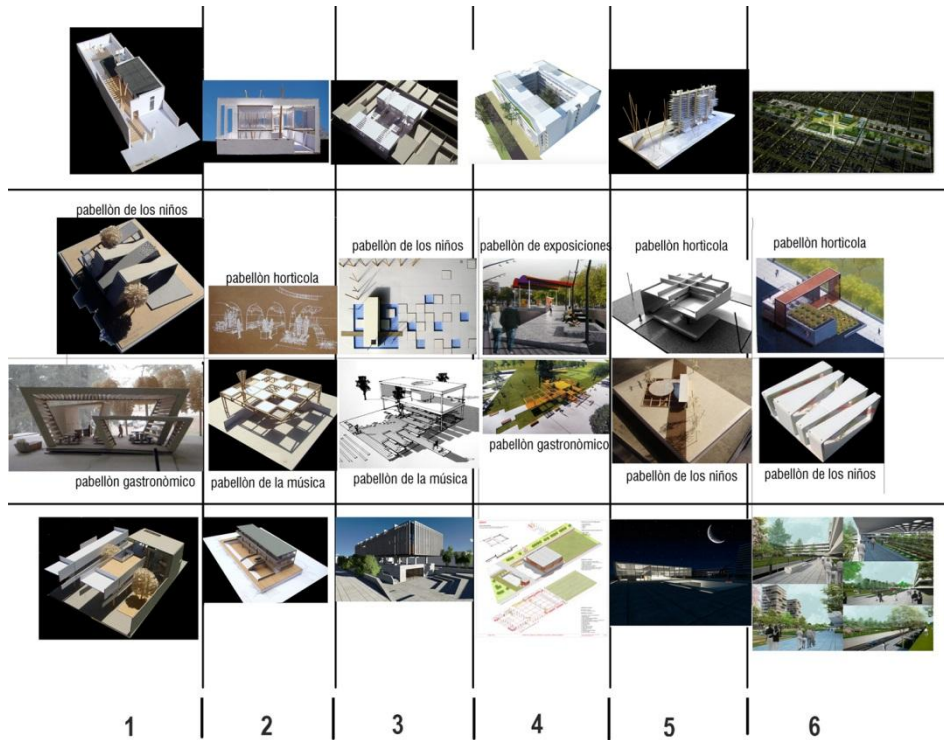 pabellòn de los niños
pabellòn horticola
pabellòn de los niños
pabellòn de exposiciones
pabellòn horticola
pabellòn horticola
pabellòn gastronòmico
pabellòn de la música
pabellòn de la música
pabellòn gastronòmico
pabellòn de los niños
pabellòn de los niños
1 2 3 4 5 6